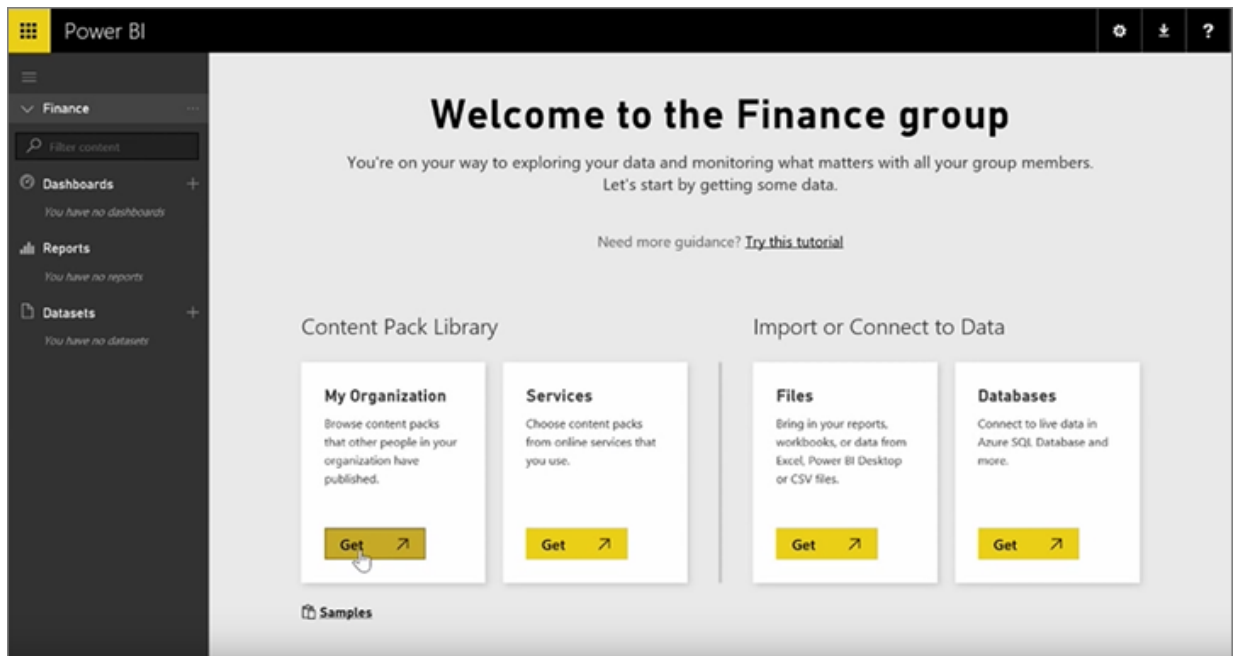 Power BI
?
Finance
Filter content
Dashboards
You have no dashboards
Reports
You have no reports
Datasets
You have no datasets
Welcome to the Finance group
You're on your way to exploring your data and monitoring what matters with all your group members.
Let's start by getting some data.
Need more guidance? Try this tutorial
Content Pack Library
My Organization
Browse content packs
that other people in your
organization have
published.
Get
Services
Choose content packs
from online services that
you use.
Get
Import or Connect to Data
Files
Bring in your reports,
workbooks, or data from
Excel, Power BI Desktop
or CSV files.
Get
Databases
Connect to live data in
Azure SQL Database and
more.
Get
Samples